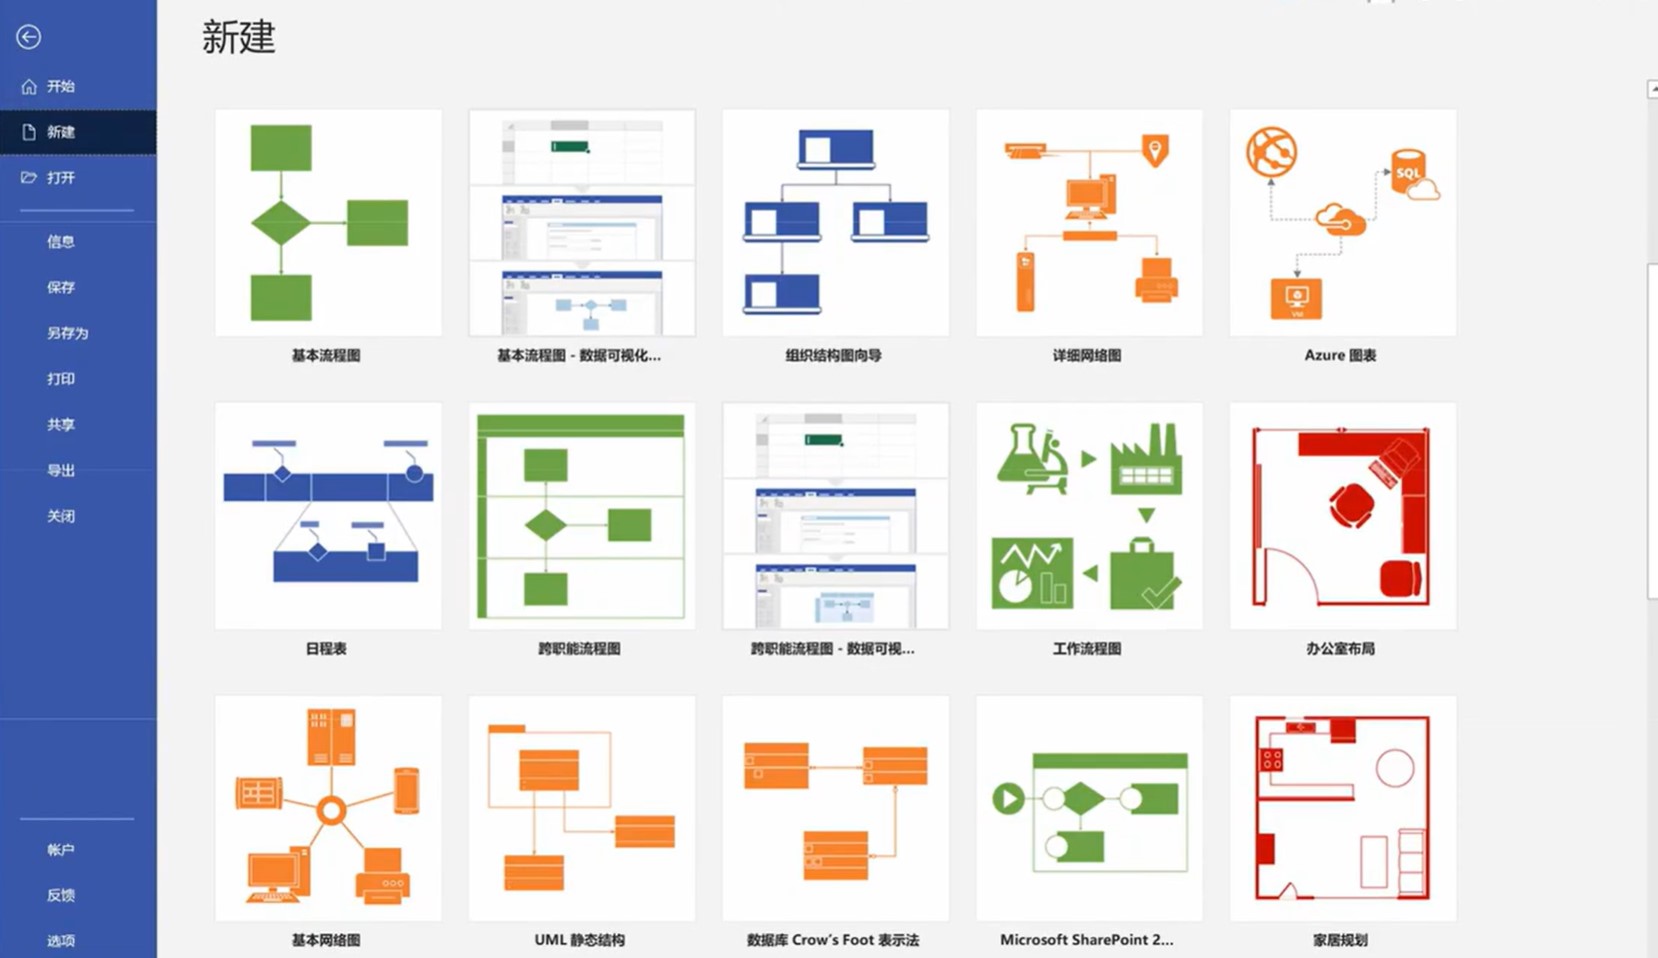 新建
开始
新建
打开
信息
保存
另存为
打印
共享
导出
关闭
帐户
反馈
选项
SQL
VM
基本流程图
基本流程图 - 数据可视化...
组织结构图向导
详细网络图
Azure 图表
日程表
跨职能流程图
跨职能流程图 - 数据可视...
工作流程图
办公室布局
基本网络图
UML 静态结构
数据库 Crow's Foot 表示法
Microsoft SharePoint 2...
家居规划